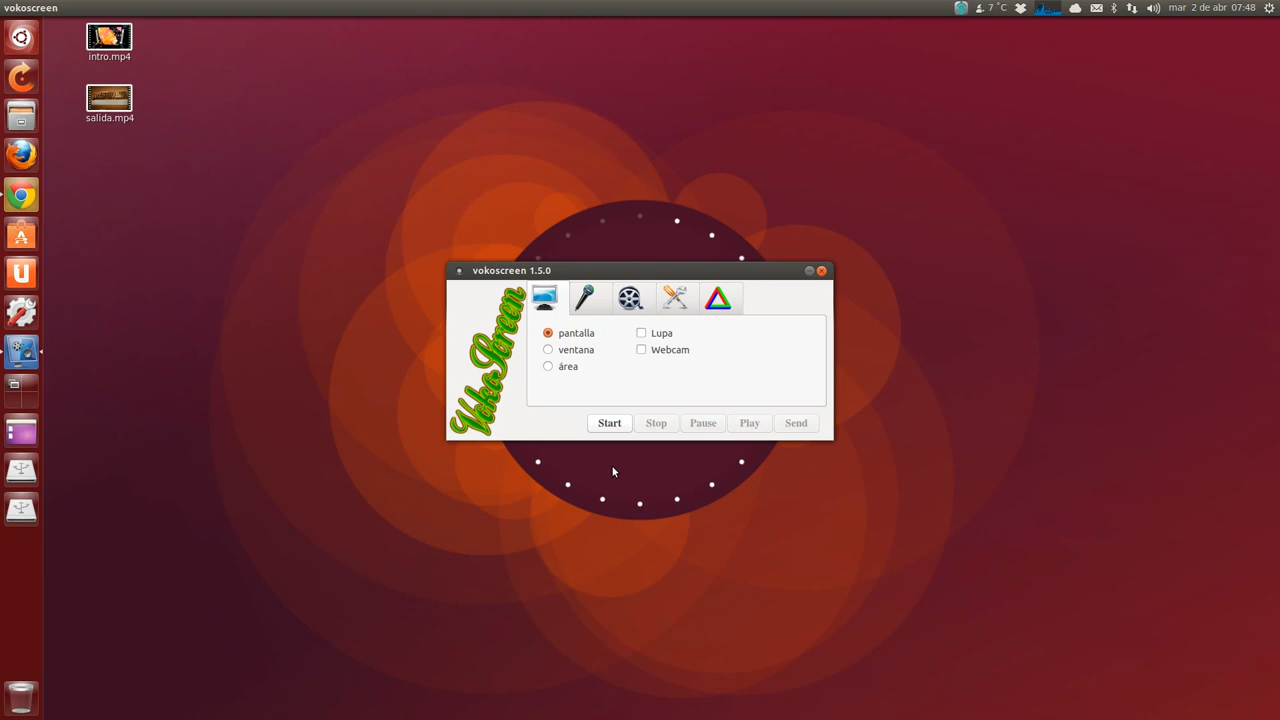 vokoscreen
7 °C
mar 2 de abr 07:48
intro.mp4
salida.mp4
vokoscreen 1.5.0
VokoScreen
pantalla
ventana
área
Lupa
Webcam
Start
Stop
Pause
Play
Send